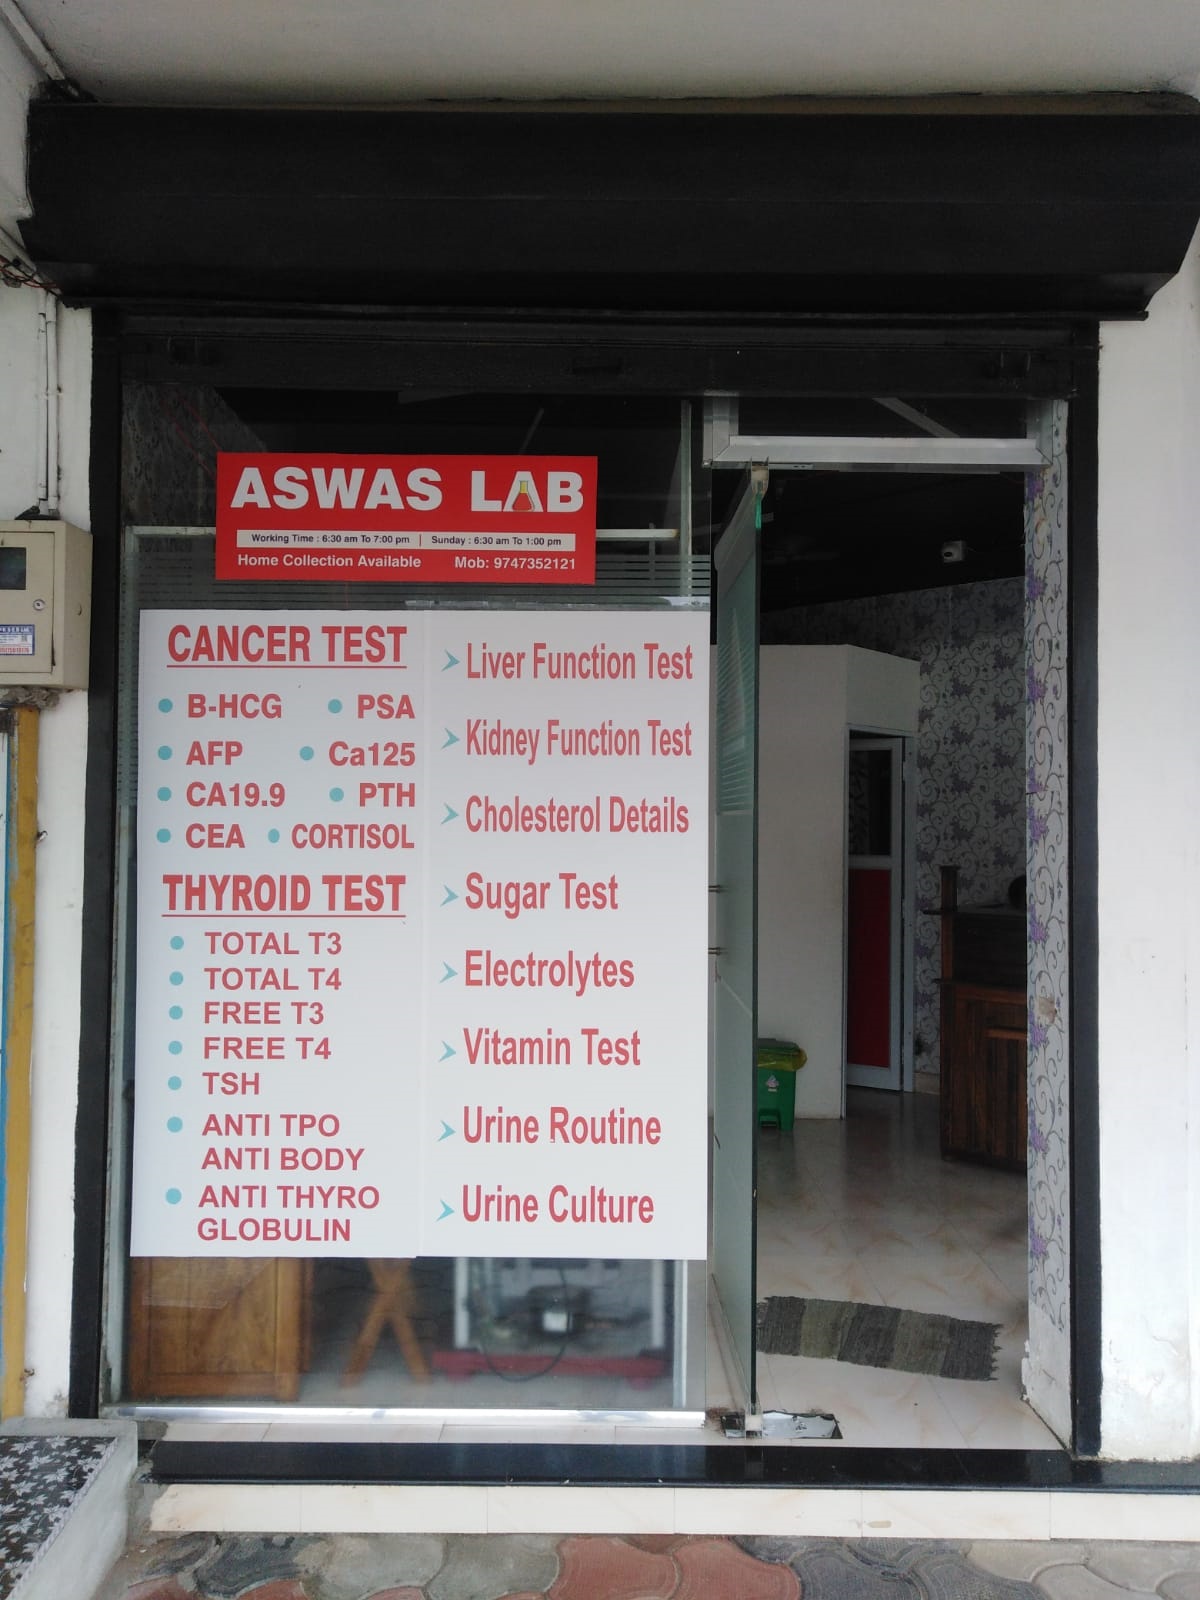 ASWAS LAB
Working Time : 6:30 am To 7:00 pm | Sunday : 6:30 am To 1:00 pm
Home Collection Available Mob: 9747352121
CANCER TEST
B-HCG PSA
AFP Ca125
CA19.9 PTH
CEA CORTISOL
THYROID TEST
TOTAL T3
TOTAL T4
FREE T3
FREE T4
TSH
ANTI TPO
ANTI BODY
ANTI THYRO
GLOBULIN
Liver Function Test
Kidney Function Test
Cholesterol Details
Sugar Test
Electrolytes
Vitamin Test
Urine Routine
Urine Culture